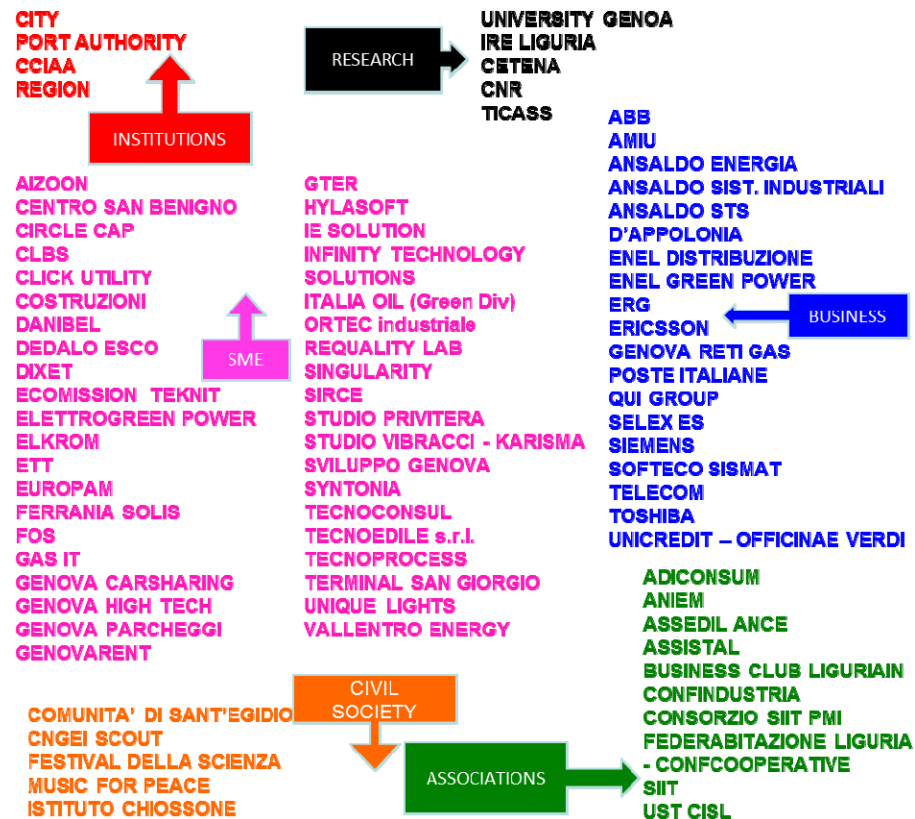 CITY
PORT AUTHORITY
CCIAA
REGION
INSTITUTIONS
RESEARCH
UNIVERSITY GENOA
IRE LIGURIA
CETENA
CNR
TICASS
AIZOON
CENTRO SAN BENIGNO
CIRCLE CAP
CLBS
CLICK UTILITY
COSTRUZIONI
DANIBEL
DEDALO ESCO
DIXET
ECOMISSION TEKNIT
ELETTROGREEN POWER
ELKROM
ETT
EUROPAM
FERRANIA SOLIS
FOS
GAS IT
GENOVA CARSHARING
GENOVA HIGH TECH
GENOVA PARCHEGGI
GENOVARENT
SME
GTER
HYLASOFT
IE SOLUTION
INFINITY TECHNOLOGY
SOLUTIONS
ITALIA OIL (Green Div)
ORTEC industriale
REQUALITY LAB
SINGULARITY
SIRCE
STUDIO PRIVITERA
STUDIO VIBRACCI - KARISMA
SVILUPPO GENOVA
SYNTONIA
TECNOCONSUL
TECNOEDILE s.r.l.
TECNOPROCESS
TERMINAL SAN GIORGIO
UNIQUE LIGHTS
VALLENTRO ENERGY
ABB
AMIU
ANSALDO ENERGIA
ANSALDO SIST. INDUSTRIALI
ANSALDO STS
D'APPOLONIA
ENEL DISTRIBUZIONE
ENEL GREEN POWER
ERG
ERICSSON
GENOVA RETI GAS
POSTE ITALIANE
QUI GROUP
SELEX ES
SIEMENS
SOFTECO SISMAT
TELECOM
TOSHIBA
UNICREDIT – OFFICINAE VERDI
BUSINESS
CIVIL
SOCIETY
COMUNITA' DI SANT'EGIDIO
CNGEI SCOUT
FESTIVAL DELLA SCIENZA
MUSIC FOR PEACE
ISTITUTO CHIOSSONE
ASSOCIATIONS
ADICONSUM
ANIEM
ASSEDIL ANCE
ASSISTAL
BUSINESS CLUB LIGURIAIN
CONFINDUSTRIA
CONSORZIO SIIT PMI
FEDERABITAZIONE LIGURIA
- CONFCOOPERATIVE
SIIT
UST CISL